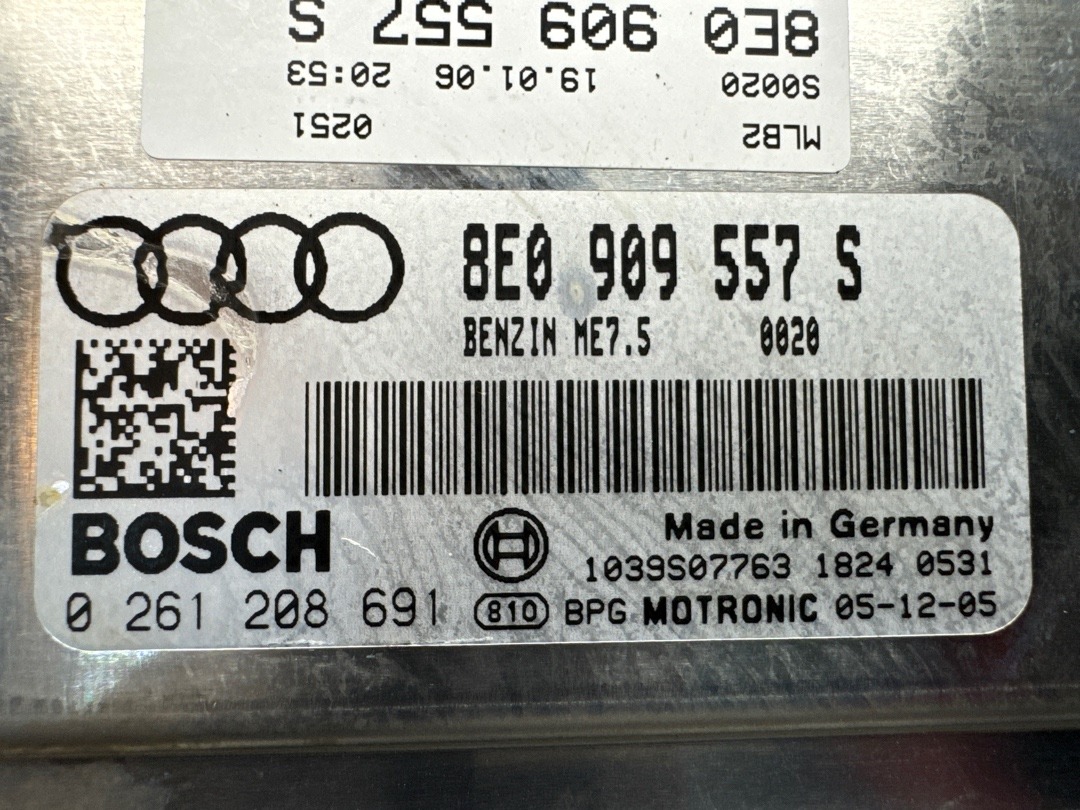 8E0 909 557 S
S0020 19.01.06 20:53
MLB2 0251
8E0 909 557 S
BENZIN ME7.5 0020
BOSCH
Made in Germany
1039S07763 1824 0531
0 261 208 691 810 BPG MOTRONIC 05-12-05